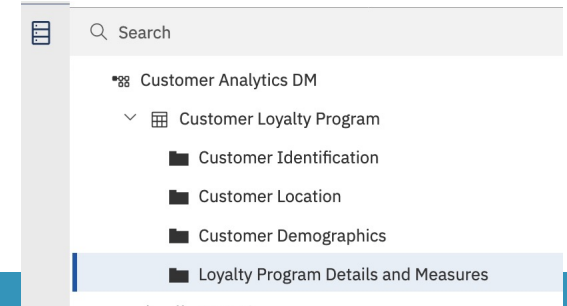 Search
Customer Analytics DM
Customer Loyalty Program
Customer Identification
Customer Location
Customer Demographics
Loyalty Program Details and Measures